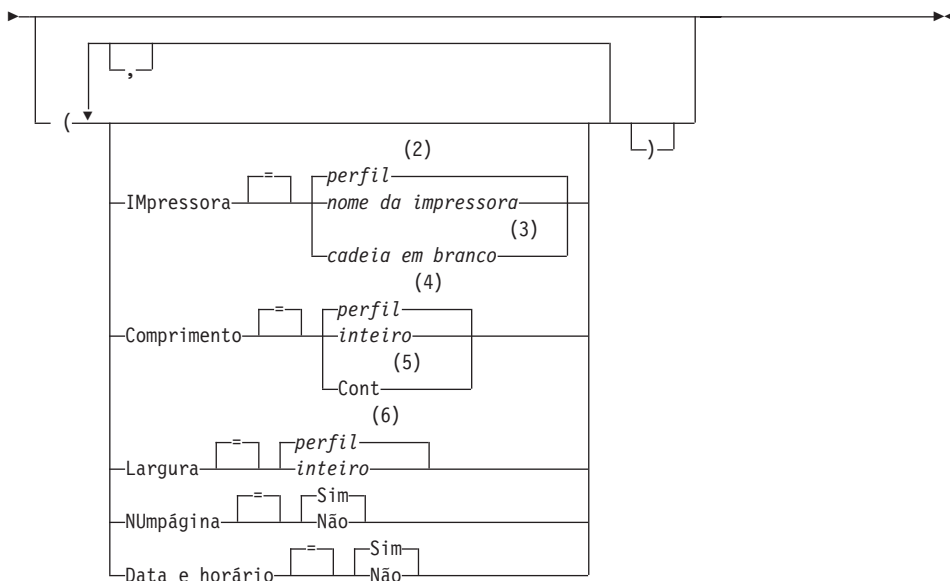 ,
(
)
(2)
=
perfil
IMpressora
nome da impressora
(3)
cadeia em branco
(4)
=
perfil
Comprimento
inteiro
(5)
Cont
(6)
=
perfil
Largura
inteiro
=
Sim
NUmpágina
Não
=
Sim
Data e horário
Não